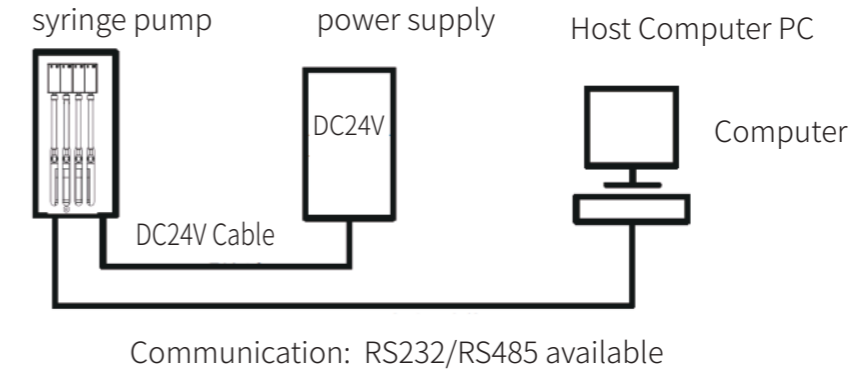 syringe pump
power supply
Host Computer PC
DC24V
Computer
DC24V Cable
Communication: RS232/RS485 available